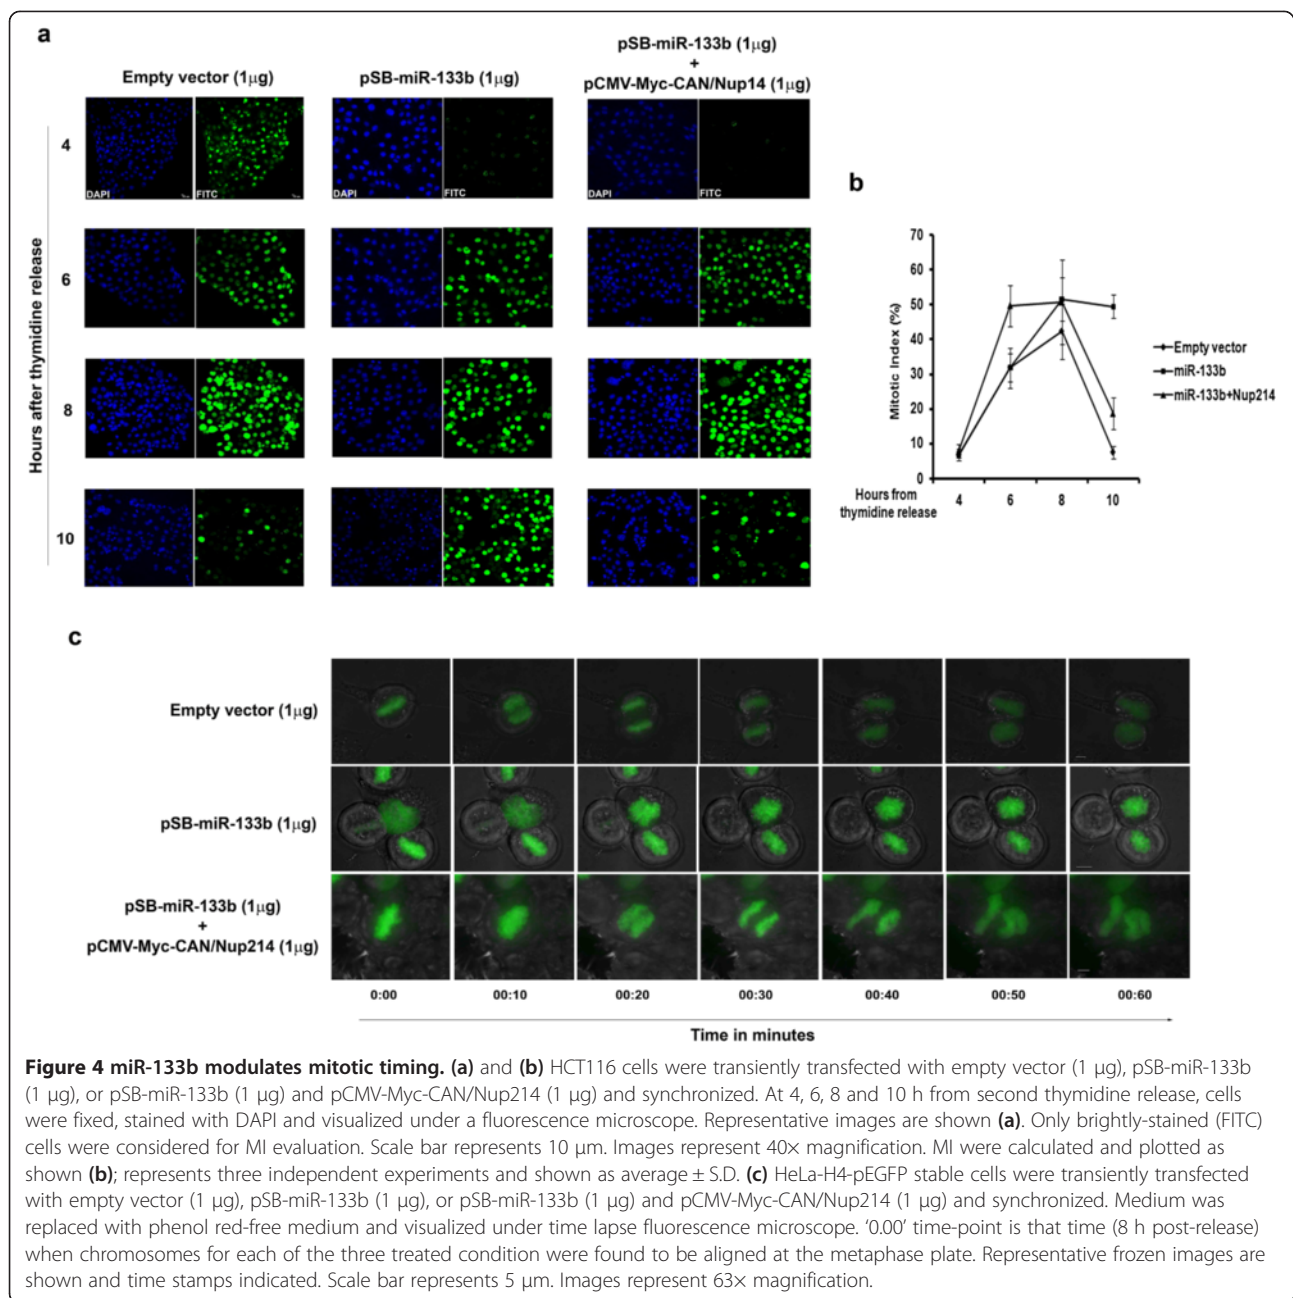 a
Empty vector (1µg)
pSB-miR-133b (1µg)
pSB-miR-133b (1µg)
+
pCMV-Myc-CAN/Nup14 (1µg)
Hours after thymidine release
4
DAPI
FITC
DAPI
FITC
DAPI
FITC
6
8
10
b
Mitotic Index (%)
70
60
50
40
30
20
10
0
Hours from
thymidine release
4 6 8 10
Empty vector
miR-133b
miR-133b+Nup214
c
Empty vector (1µg)
pSB-miR-133b (1µg)
pSB-miR-133b (1µg)
+
pCMV-Myc-CAN/Nup214 (1µg)
0:00 00:10 00:20 00:30 00:40 00:50 00:60
Time in minutes
Figure 4 miR-133b modulates mitotic timing. (a) and (b) HCT116 cells were transiently transfected with empty vector (1 µg), pSB-miR-133b
(1 µg), or pSB-miR-133b (1 µg) and pCMV-Myc-CAN/Nup214 (1 µg) and synchronized. At 4, 6, 8 and 10 h from second thymidine release, cells
were fixed, stained with DAPI and visualized under a fluorescence microscope. Representative images are shown (a). Only brightly-stained (FITC)
cells were considered for MI evaluation. Scale bar represents 10 µm. Images represent 40× magnification. MI were calculated and plotted as
shown (b); represents three independent experiments and shown as average ± S.D. (c) HeLa-H4-pEGFP stable cells were transiently transfected
with empty vector (1 µg), pSB-miR-133b (1 µg), or pSB-miR-133b (1 µg) and pCMV-Myc-CAN/Nup214 (1 µg) and synchronized. Medium was
replaced with phenol red-free medium and visualized under time lapse fluorescence microscope. ‘0.00’ time-point is that time (8 h post-release)
when chromosomes for each of the three treated condition were found to be aligned at the metaphase plate. Representative frozen images are
shown and time stamps indicated. Scale bar represents 5 µm. Images represent 63× magnification.